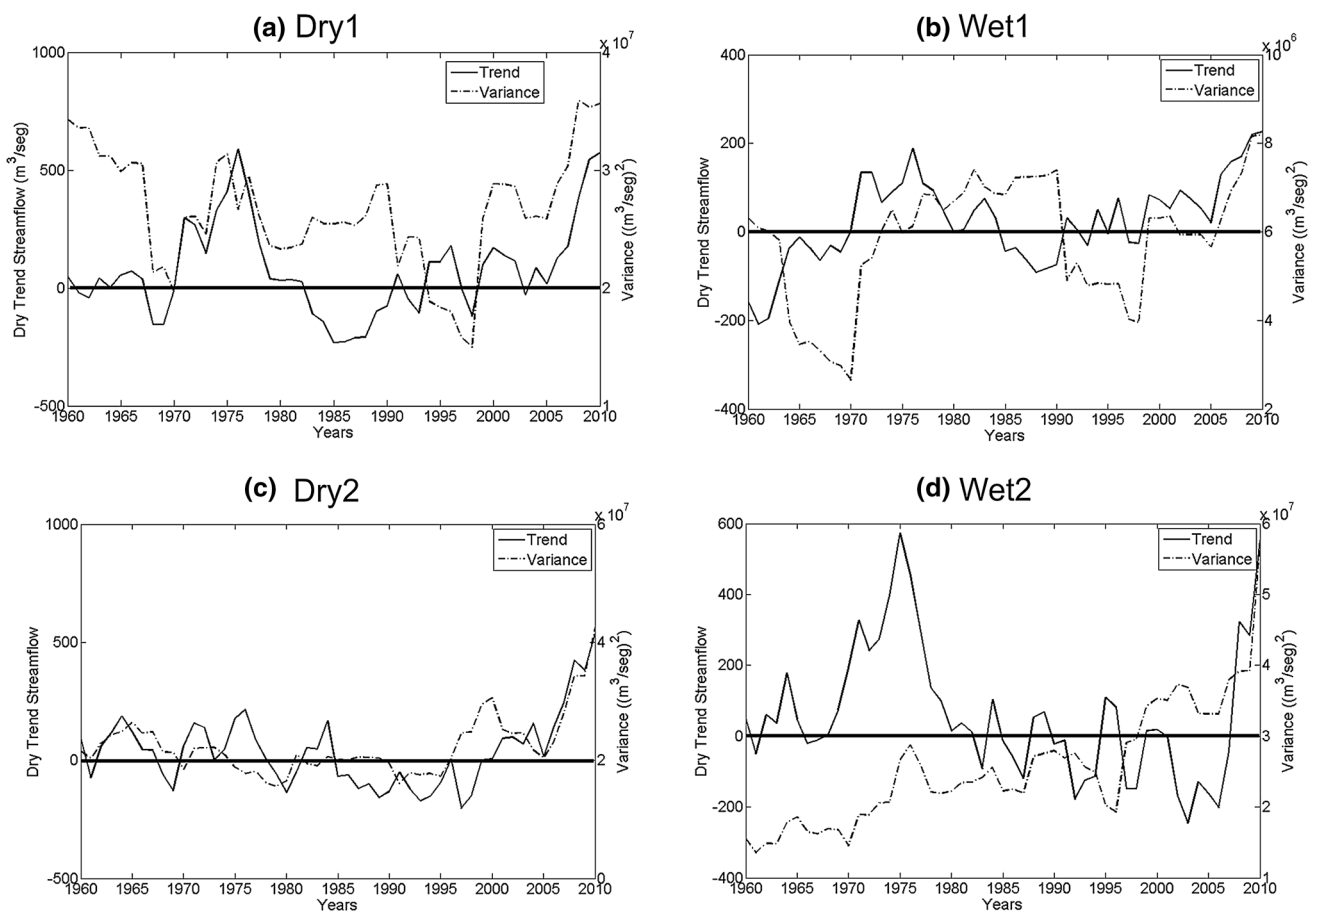 (a) Dry1
x 10^7
1000
500
0
-500
4
3
2
1
Trend
Variance
Dry Trend Streamflow (m^3/seg)
Variance ((m^3/seg)^2)
1960 1965 1970 1975 1980 1985 1990 1995 2000 2005 2010
Years
(b) Wet1
x 10^6
400
200
0
-200
-400
10
8
6
4
2
Trend
Variance
Dry Trend Streamflow
Variance ((m^3/seg)^2)
1960 1965 1970 1975 1980 1985 1990 1995 2000 2005 2010
Years
(c) Dry2
x 10^7
1000
500
0
-500
6
4
2
0
Trend
Variance
Dry Trend Streamflow
Variance ((m^3/seg)^2)
1960 1965 1970 1975 1980 1985 1990 1995 2000 2005 2010
Years
(d) Wet2
x 10^7
600
400
200
0
-200
-400
6
5
4
3
2
1
Trend
Variance
Dry Trend Streamflow
Variance ((m^3/seg)^2)
1960 1965 1970 1975 1980 1985 1990 1995 2000 2005 2010
Years